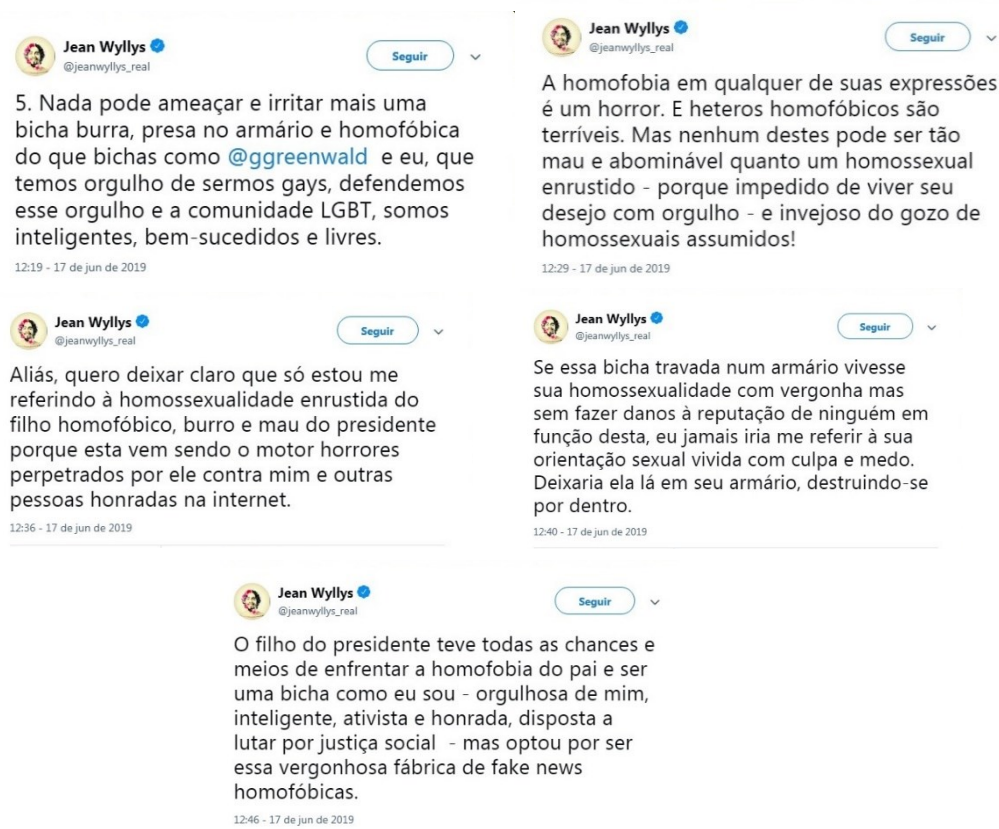 Jean Wyllys
@jeanwyllys_real
Seguir
5. Nada pode ameaçar e irritar mais uma
bicha burra, presa no armário e homofóbica
do que bichas como @ggreenwald e eu, que
temos orgulho de sermos gays, defendemos
esse orgulho e a comunidade LGBT, somos
inteligentes, bem-sucedidos e livres.
12:19 - 17 de jun de 2019
Jean Wyllys
@jeanwyllys_real
Seguir
A homofobia em qualquer de suas expressões
é um horror. E heteros homofóbicos são
terríveis. Mas nenhum destes pode ser tão
mau e abominável quanto um homossexual
enrustido - porque impedido de viver seu
desejo com orgulho - e invejoso do gozo de
homossexuais assumidos!
12:29 - 17 de jun de 2019
Jean Wyllys
@jeanwyllys_real
Seguir
Aliás, quero deixar claro que só estou me
referindo à homossexualidade enrustida do
filho homofóbico, burro e mau do presidente
porque esta vem sendo o motor horrores
perpetrados por ele contra mim e outras
pessoas honradas na internet.
12:36 - 17 de jun de 2019
Jean Wyllys
@jeanwyllys_real
Seguir
Se essa bicha travada num armário vivesse
sua homossexualidade com vergonha mas
sem fazer danos à reputação de ninguém em
função desta, eu jamais iria me referir à sua
orientação sexual vivida com culpa e medo.
Deixaria ela lá em seu armário, destruindo-se
por dentro.
12:40 - 17 de jun de 2019
Jean Wyllys
@jeanwyllys_real
Seguir
O filho do presidente teve todas as chances e
meios de enfrentar a homofobia do pai e ser
uma bicha como eu sou - orgulhosa de mim,
inteligente, ativista e honrada, disposta a
lutar por justiça social - mas optou por ser
essa vergonhosa fábrica de fake news
homofóbicas.
12:46 - 17 de jun de 2019